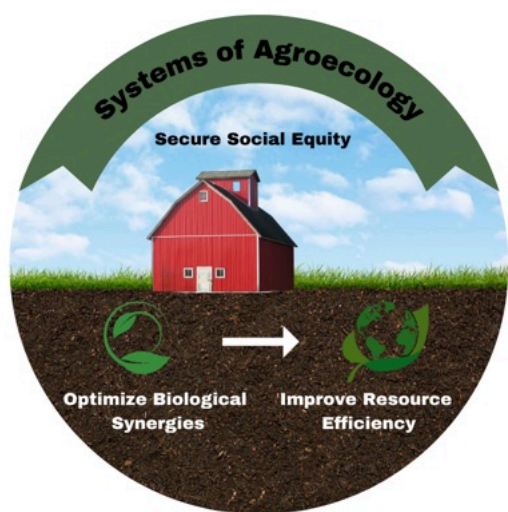 Systems of Agroecology
Secure Social Equity
Optimize Biological
Synergies
Improve Resource
Efficiency